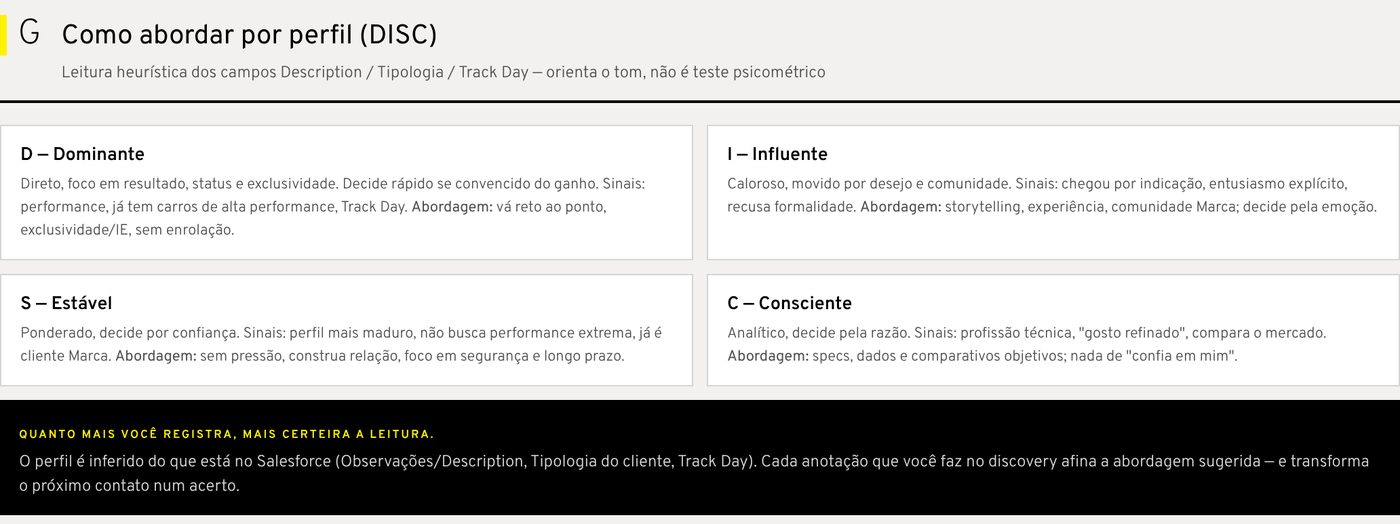 G Como abordar por perfil (DISC)
Leitura heurística dos campos Description / Tipologia / Track Day — orienta o tom, não é teste psicométrico
D — Dominante
Direto, foco em resultado, status e exclusividade. Decide rápido se convencido do ganho. Sinais:
performance, já tem carros de alta performance, Track Day. Abordagem: vá reto ao ponto,
exclusividade/IE, sem enrolação.
I — Influente
Caloroso, movido por desejo e comunidade. Sinais: chegou por indicação, entusiasmo explícito,
recusa formalidade. Abordagem: storytelling, experiência, comunidade Marca; decide pela emoção.
S — Estável
Ponderado, decide por confiança. Sinais: perfil mais maduro, não busca performance extrema, já é
cliente Marca. Abordagem: sem pressão, construa relação, foco em segurança e longo prazo.
C — Consciente
Analítico, decide pela razão. Sinais: profissão técnica, "gosto refinado", compara o mercado.
Abordagem: specs, dados e comparativos objetivos; nada de "confia em mim".
QUANTO MAIS VOCÊ REGISTRA, MAIS CERTEIRA A LEITURA.
O perfil é inferido do que está no Salesforce (Observações/Description, Tipologia do cliente, Track Day). Cada anotação que você faz no discovery afina a abordagem sugerida — e transforma
o próximo contato num acerto.